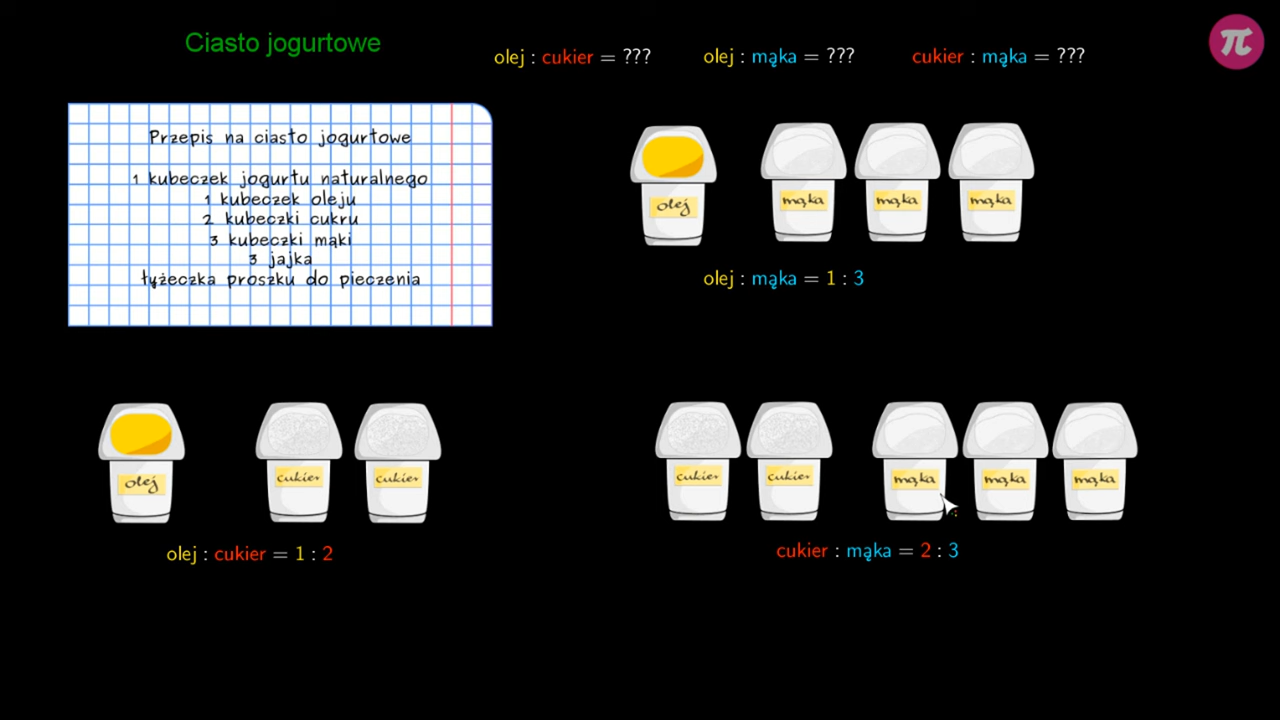 Ciasto jogurtowe
olej : cukier = ???
olej : mąka = ???
cukier : mąka = ???
π
Przepis na ciasto jogurtowe
1 kubeczek jogurtu naturalnego
1 kubeczek oleju
2 kubeczki cukru
3 kubeczki mąki
3 jajka
łyżeczka proszku do pieczenia
olej
mąka
mąka
mąka
olej : mąka = 1 : 3
olej
cukier
cukier
olej : cukier = 1 : 2
cukier
cukier
mąka
mąka
mąka
cukier : mąka = 2 : 3